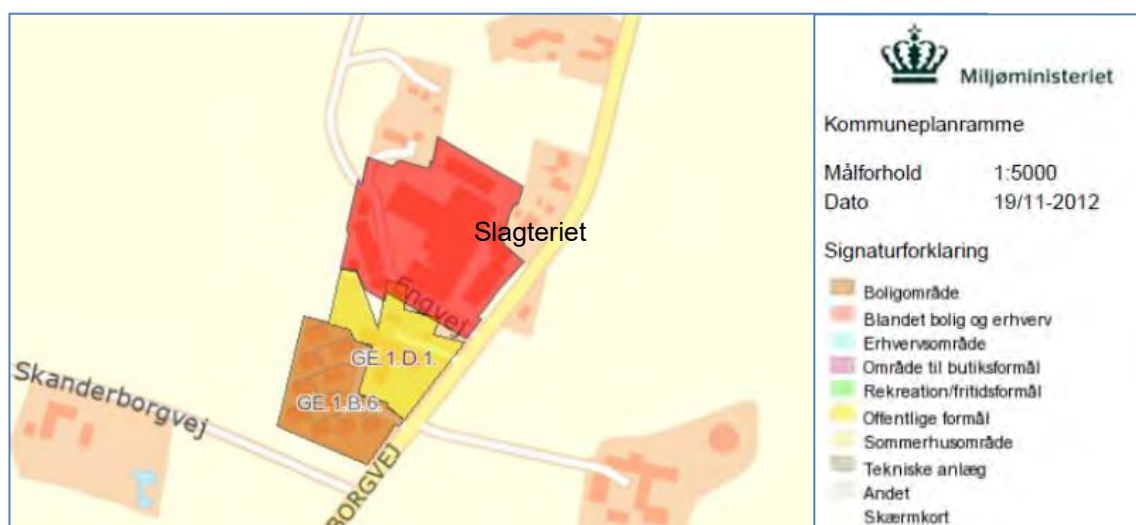 Slagteriet
Engvej
GE.1.D.1.
GE.1.B.6.
Skanderborgvej
BORGVEJ
Miljøministeriet
Kommuneplanramme
Målforhold 1:5000
Dato 19/11-2012
Signaturforklaring
Boligområde
Blandet bolig og erhverv
Erhvervsområde
Område til butiksformål
Rekreation/fritidsformål
Offentlige formål
Sommerhusområde
Tekniske anlæg
Andet
Skærmkort